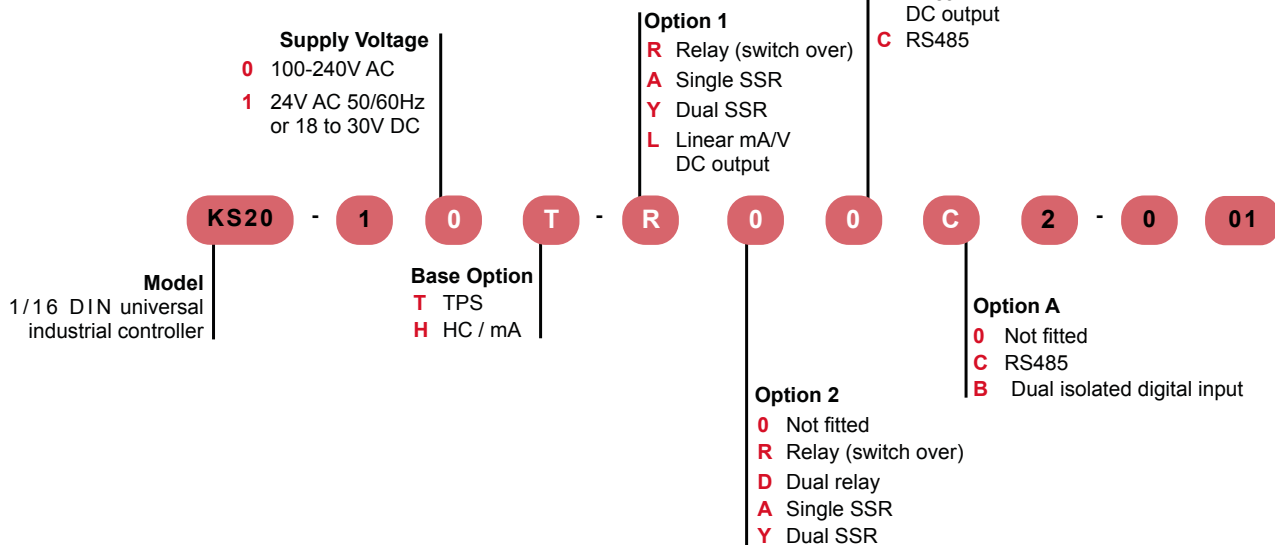 DC output
C RS485
Option 1
R Relay (switch over)
A Single SSR
Y Dual SSR
L Linear mA/V
DC output
Supply Voltage
0 100-240V AC
1 24V AC 50/60Hz
or 18 to 30V DC
KS20 - 1 0 T - R 0 0 C 2 - 0 01
Model
1/16 DIN universal
industrial controller
Base Option
T TPS
H HC / mA
Option A
0 Not fitted
C RS485
B Dual isolated digital input
Option 2
0 Not fitted
R Relay (switch over)
D Dual relay
A Single SSR
Y Dual SSR